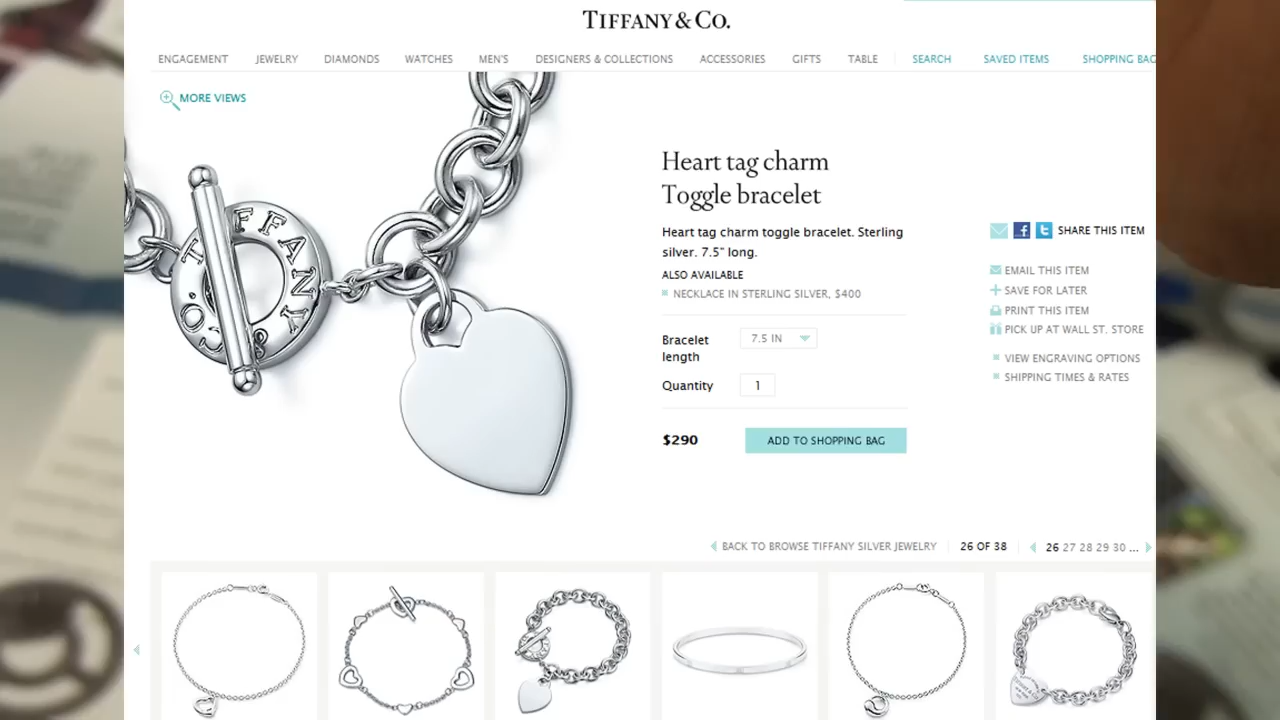 TIFFANY & CO.
ENGAGEMENT JEWELRY DIAMONDS WATCHES MEN'S DESIGNERS & COLLECTIONS ACCESSORIES GIFTS TABLE SEARCH SAVED ITEMS SHOPPING BAG
MORE VIEWS
TIFFANY & CO.
Heart tag charm
Toggle bracelet
Heart tag charm toggle bracelet. Sterling
silver. 7.5" long.
ALSO AVAILABLE
NECKLACE IN STERLING SILVER, $400
Bracelet
length
7.5 IN
Quantity
1
$290
ADD TO SHOPPING BAG
SHARE THIS ITEM
EMAIL THIS ITEM
SAVE FOR LATER
PRINT THIS ITEM
PICK UP AT WALL ST. STORE
VIEW ENGRAVING OPTIONS
SHIPPING TIMES & RATES
BACK TO BROWSE TIFFANY SILVER JEWELRY 26 OF 38 26 27 28 29 30 ...